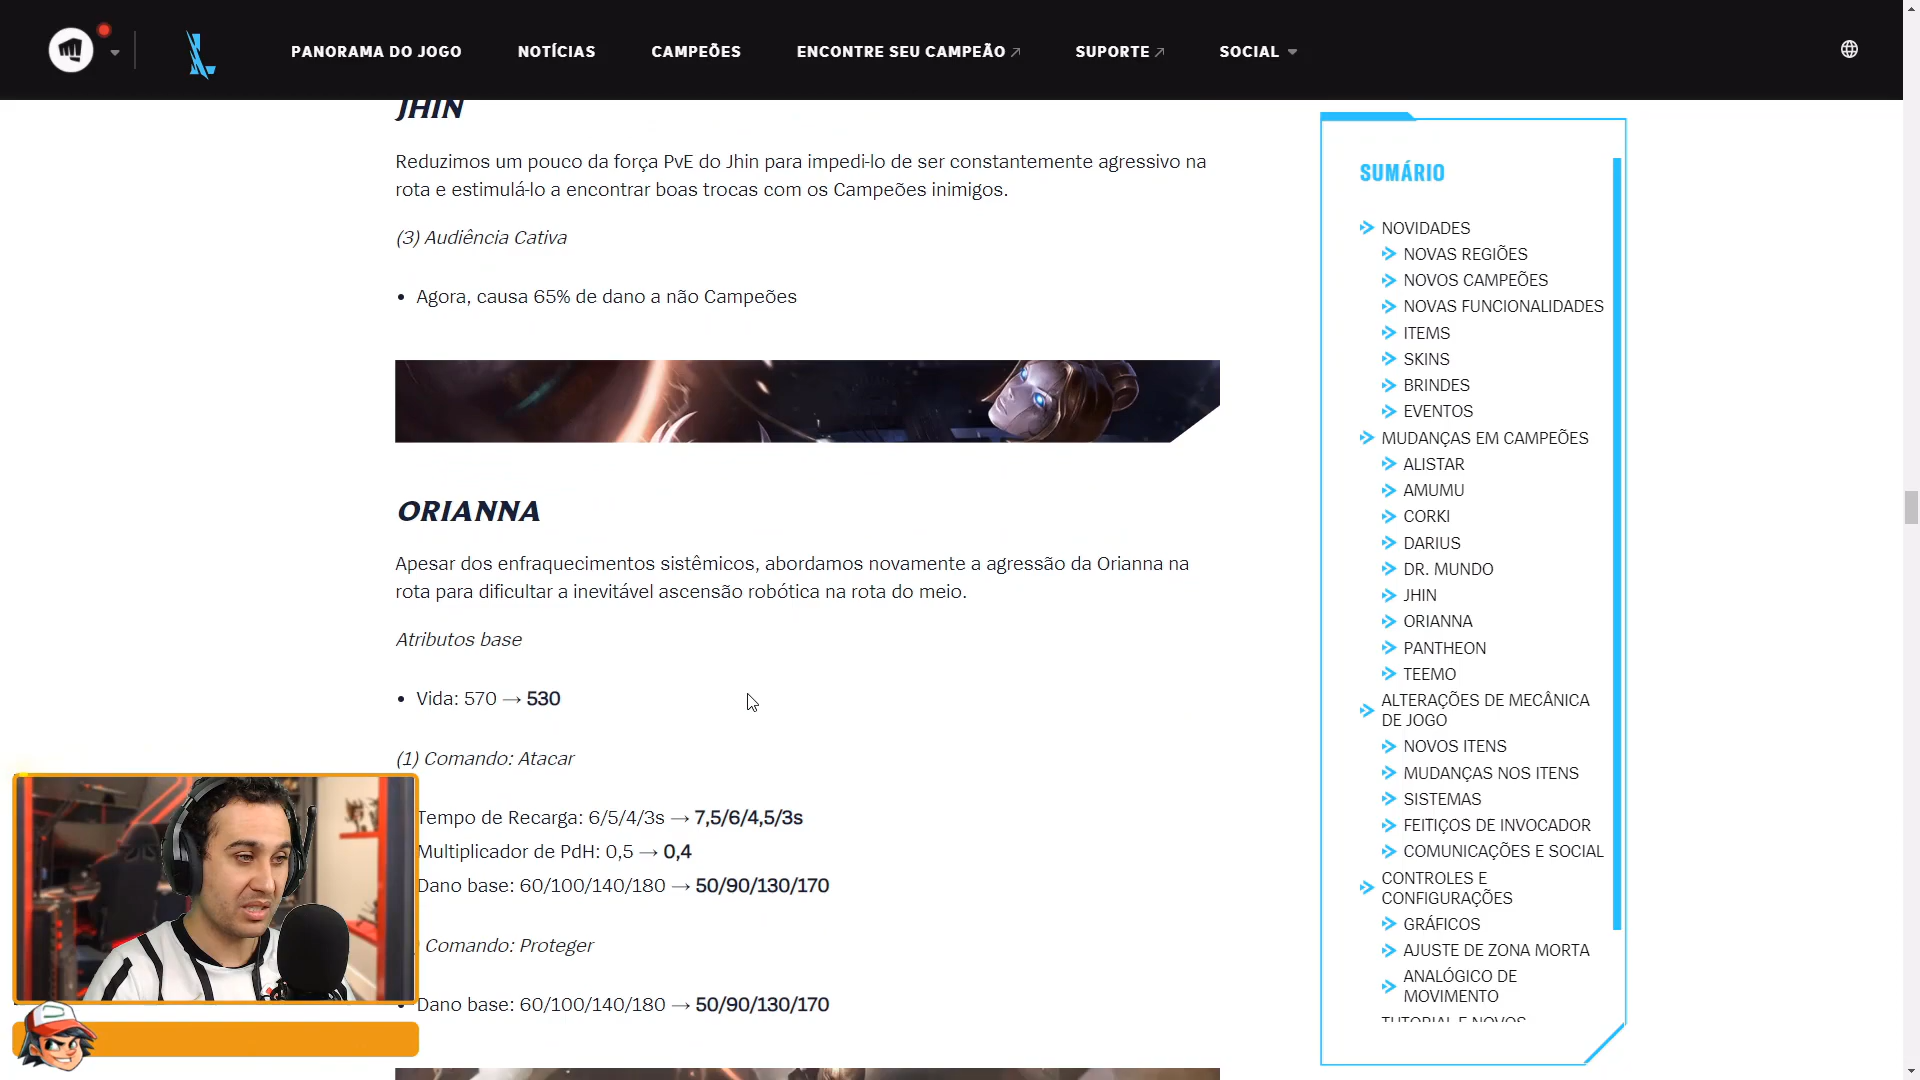 PANORAMA DO JOGO
NOTÍCIAS
CAMPEÕES
ENCONTRE SEU CAMPEÃO
SUPORTE
SOCIAL
JHIN
Reduzimos um pouco da força PvE do Jhin para impedi-lo de ser constantemente agressivo na
rota e estimulá-lo a encontrar boas trocas com os Campeões inimigos.
(3) Audiência Cativa
• Agora, causa 65% de dano a não Campeões
ORIANNA
Apesar dos enfraquecimentos sistêmicos, abordamos novamente a agressão da Orianna na
rota para dificultar a inevitável ascensão robótica na rota do meio.
Atributos base
• Vida: 570 → 530
(1) Comando: Atacar
Tempo de Recarga: 6/5/4/3s → 7,5/6/4,5/3s
Multiplicador de PdH: 0,5 → 0,4
Dano base: 60/100/140/180 → 50/90/130/170
Comando: Proteger
• Dano base: 60/100/140/180 → 50/90/130/170
SUMÁRIO
NOVIDADES
NOVAS REGIÕES
NOVOS CAMPEÕES
NOVAS FUNCIONALIDADES
ITEMS
SKINS
BRINDES
EVENTOS
MUDANÇAS EM CAMPEÕES
ALISTAR
AMUMU
CORKI
DARIUS
DR. MUNDO
JHIN
ORIANNA
PANTHEON
TEEMO
ALTERAÇÕES DE MECÂNICA
DE JOGO
NOVOS ITENS
MUDANÇAS NOS ITENS
SISTEMAS
FEITIÇOS DE INVOCADOR
COMUNICAÇÕES E SOCIAL
CONTROLES E
CONFIGURAÇÕES
GRÁFICOS
AJUSTE DE ZONA MORTA
ANALÓGICO DE
MOVIMENTO
TUTORIAL E NOVOS